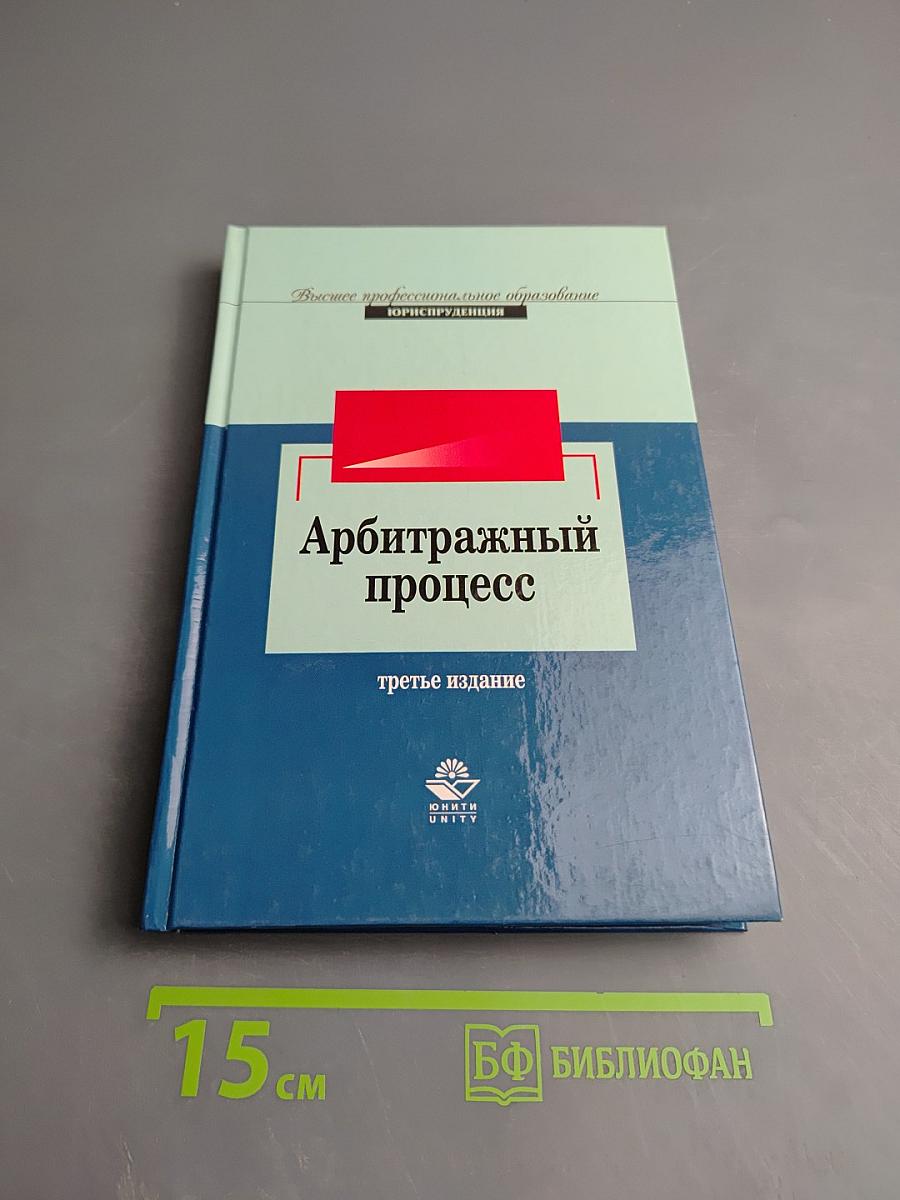 Высшее профессиональное образование
ЮРИСПРУДЕНЦИЯ
Арбитражный
процесс
третье издание
ЮНИТИ
UNITY
15 см
БФ БИБЛИОФАН